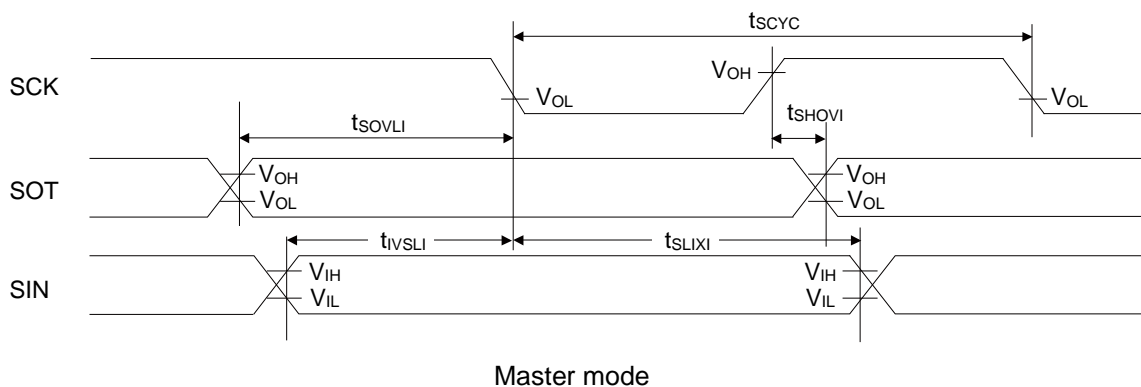 tSCYC
SCK
VOH
VOL
VOL
tSOVLI
tSHOVI
SOT
VOH
VOH
VOL
VOL
tIVSLI
tSLIXI
SIN
VIH
VIH
VIL
VIL
Master mode